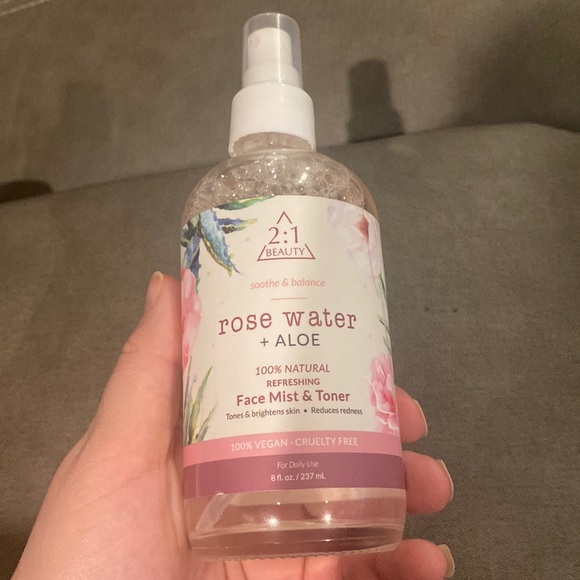 2:1
BEAUTY
soothe & balance
rose water
+ ALOE
100% NATURAL
REFRESHING
Face Mist & Toner
Tones & brightens skin • Reduces redness
100% VEGAN - CRUELTY FREE
For Daily Use
8 fl. oz. / 237 mL